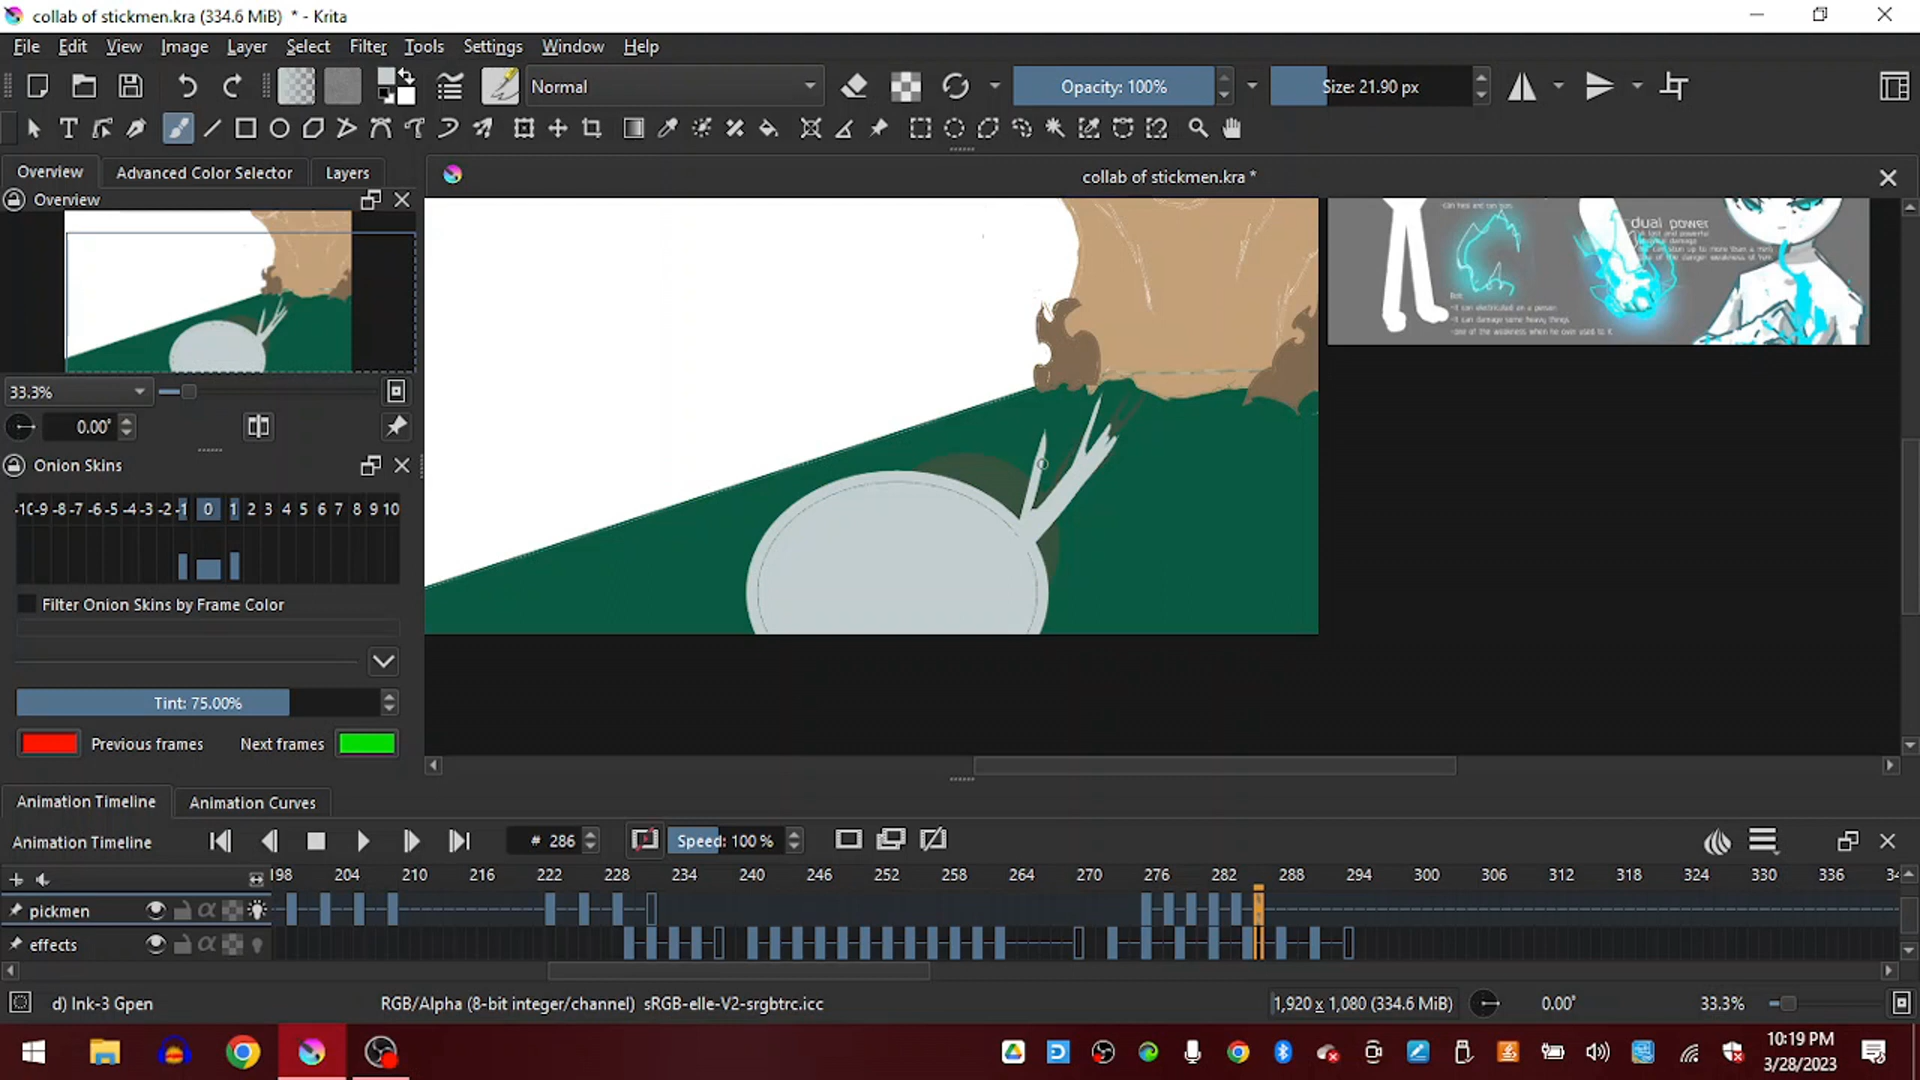 collab of stickmen.kra (334.6 MiB) * - Krita
File Edit View Image Layer Select Filter Tools Settings Window Help
Normal Opacity: 100% Size: 21.90 px
Overview Advanced Color Selector Layers
collab of stickmen.kra *
Overview
dual power
33.3%
0.00°
Onion Skins
-10 -9 -8 -7 -6 -5 -4 -3 -2 -1 0 1 2 3 4 5 6 7 8 9 10
Filter Onion Skins by Frame Color
Tint: 75.00%
Previous frames Next frames
Animation Timeline Animation Curves
Animation Timeline # 286 Speed: 100 %
198 204 210 216 222 228 234 240 246 252 258 264 270 276 282 288 294 300 306 312 318 324 330 336 34
pickmen
effects
d) Ink-3 Gpen RGB/Alpha (8-bit integer/channel) sRGB-elle-V2-srgbtrc.icc 1,920 x 1,080 (334.6 MiB) 0.00° 33.3%
10:19 PM
3/28/2023